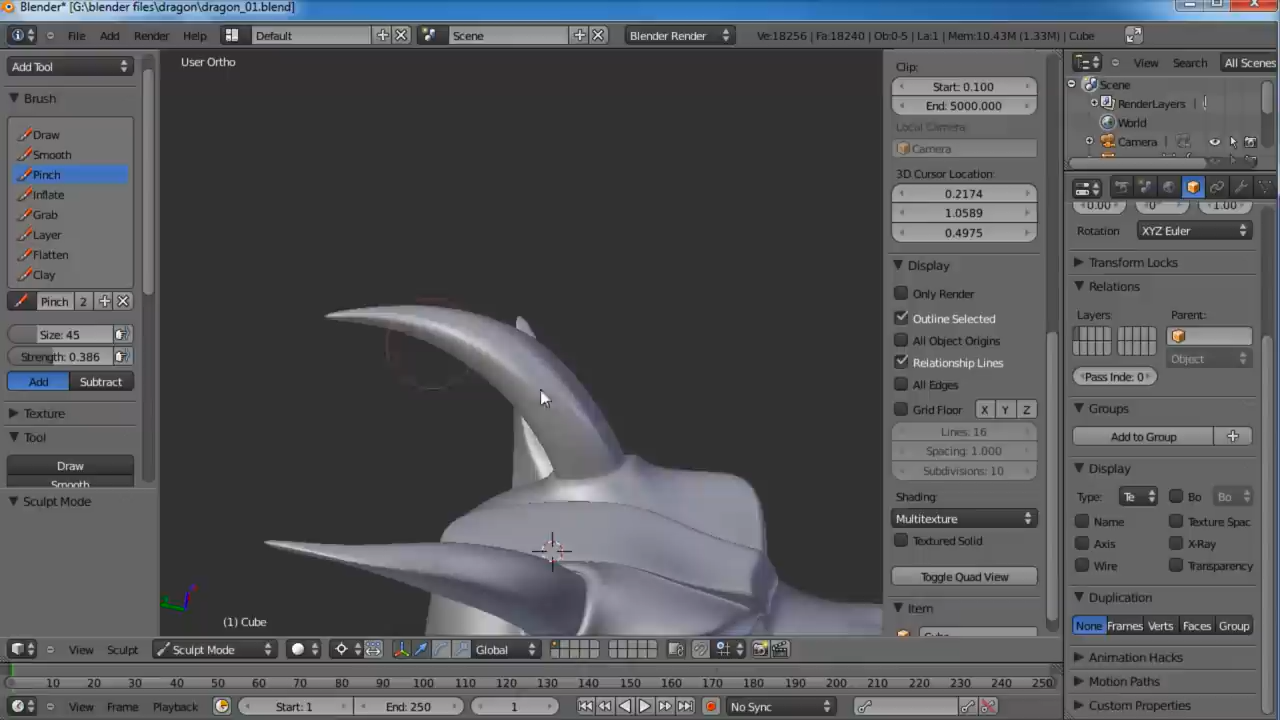 Blender* [G:\blender files\dragon\dragon_01.blend]
File Add Render Help Default Scene Blender Render Ve:18256 | Fa:18240 | Ob:0-5 | La:1 | Mem:10.43M (1.33M) | Cube
Add Tool
Brush
Draw
Smooth
Pinch
Inflate
Grab
Layer
Flatten
Clay
Pinch 2
Size: 45
Strength: 0.386
Add Subtract
Texture
Tool
Draw
Smooth
Sculpt Mode
User Ortho
(1) Cube
Clip:
Start: 0.100
End: 5000.000
Local Camera
Camera
3D Cursor Location:
0.2174
1.0589
0.4975
Display
Only Render
Outline Selected
All Object Origins
Relationship Lines
All Edges
Grid Floor X Y Z
Lines: 16
Spacing: 1.000
Subdivisions: 10
Shading:
Multitexture
Textured Solid
Toggle Quad View
Item
View Search All Scenes
Scene
RenderLayers
World
Camera
0.00 0° 1.00
Rotation XYZ Euler
Transform Locks
Relations
Layers: Parent:
Object
Pass Inde: 0
Groups
Add to Group
Display
Type: Te Bo Bo
Name Texture Spac
Axis X-Ray
Wire Transparency
Duplication
None Frames Verts Faces Group
Animation Hacks
Motion Paths
Custom Properties
View Sculpt Sculpt Mode Global
10 20 30 40 50 60 70 80 90 100 110 120 130 140 150 160 170 180 190 200 210 220 230 240 250
View Frame Playback Start: 1 End: 250 1 No Sync